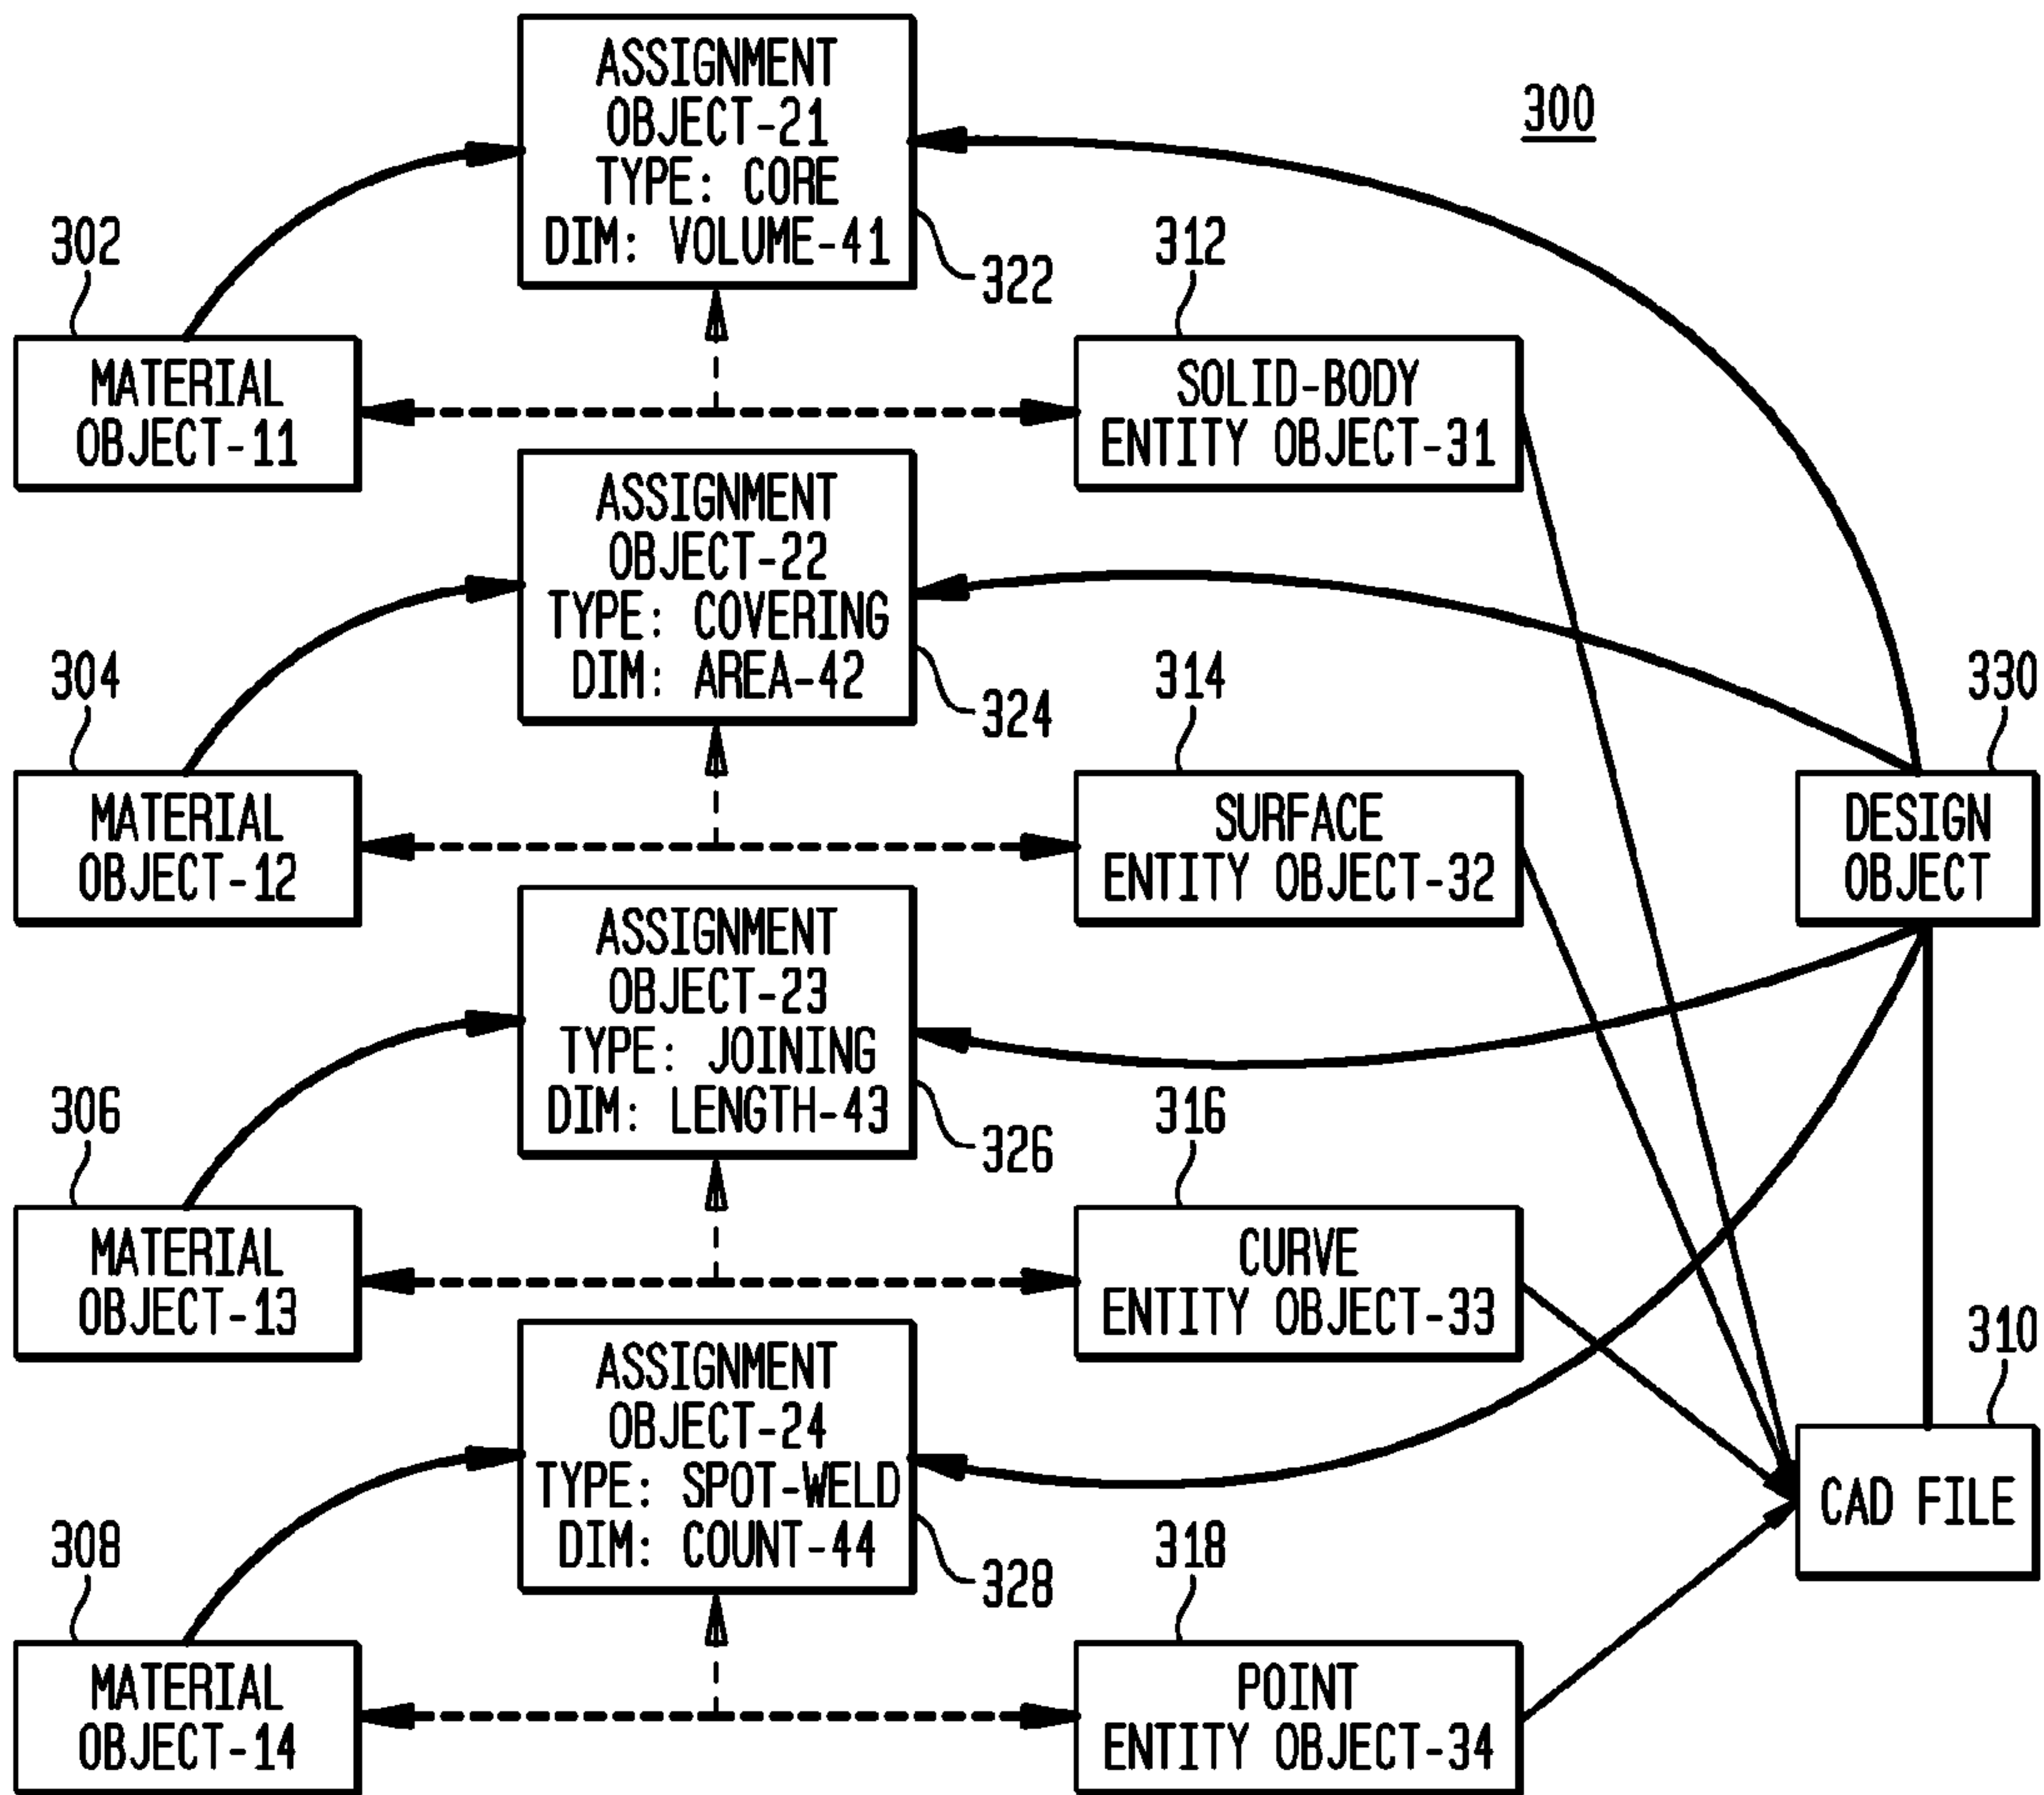 300
ASSIGNMENT
OBJECT-21
TYPE: CORE
DIM: VOLUME-41
322
302
MATERIAL
OBJECT-11
312
SOLID-BODY
ENTITY OBJECT-31
ASSIGNMENT
OBJECT-22
TYPE: COVERING
DIM: AREA-42
324
304
MATERIAL
OBJECT-12
314
SURFACE
ENTITY OBJECT-32
330
DESIGN
OBJECT
ASSIGNMENT
OBJECT-23
TYPE: JOINING
DIM: LENGTH-43
326
306
MATERIAL
OBJECT-13
316
CURVE
ENTITY OBJECT-33
310
CAD FILE
ASSIGNMENT
OBJECT-24
TYPE: SPOT-WELD
DIM: COUNT-44
328
308
MATERIAL
OBJECT-14
318
POINT
ENTITY OBJECT-34